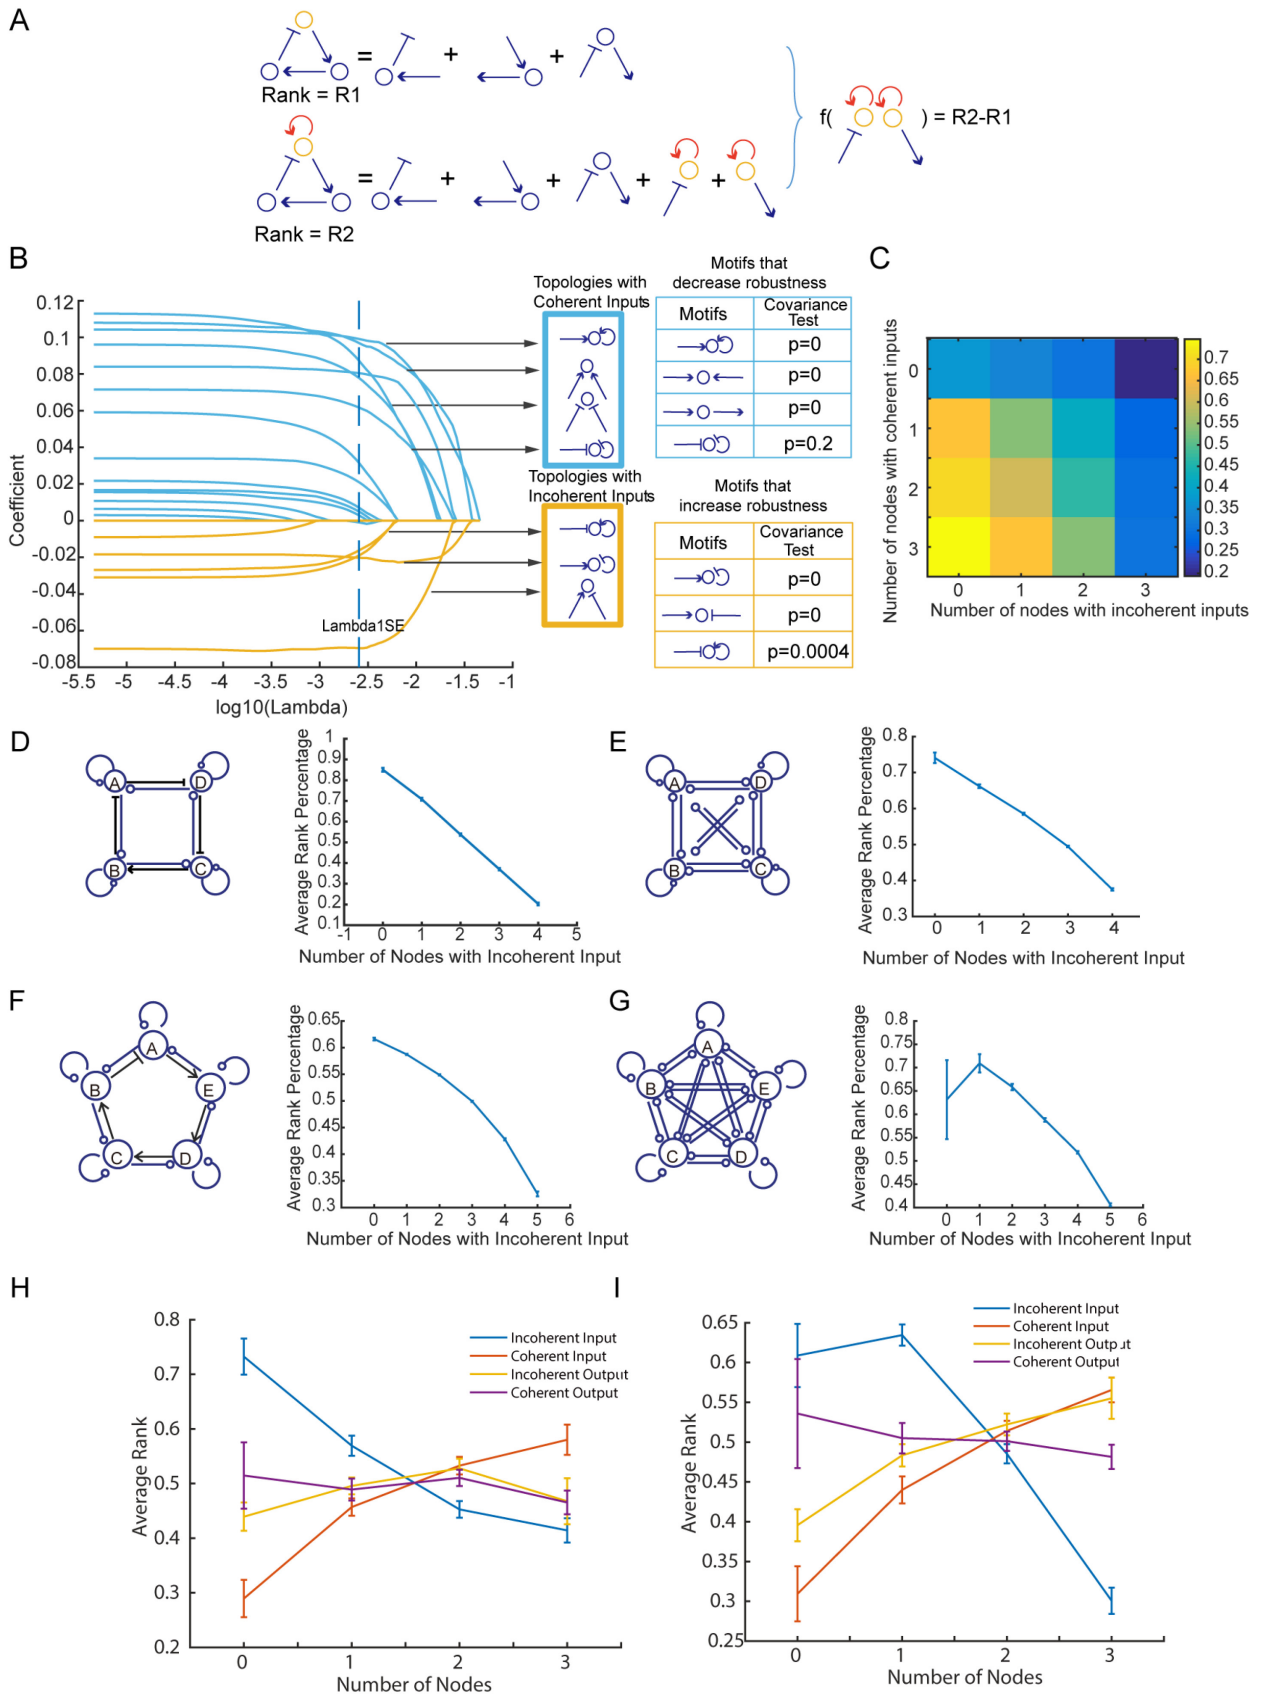 A
= + +
Rank = R1
f( ) = R2-R1
= + + + +
Rank = R2
B
Coefficient
0.12
0.1
0.08
0.06
0.04
0.02
0
-0.02
-0.04
-0.06
-0.08
Lambda1SE
-5.5 -5 -4.5 -4 -3.5 -3 -2.5 -2 -1.5 -1
log10(Lambda)
Topologies with
Coherent Inputs
Topologies with
Incoherent Inputs
Motifs that
decrease robustness
Motifs
Covariance
Test
p=0
p=0
p=0
p=0.2
Motifs that
increase robustness
Motifs
Covariance
Test
p=0
p=0
p=0.0004
C
Number of nodes with coherent inputs
0
1
2
3
0 1 2 3
Number of nodes with incoherent inputs
0.7
0.65
0.6
0.55
0.5
0.45
0.4
0.35
0.3
0.25
0.2
D
A D
B C
Average Rank Percentage
1
0.9
0.8
0.7
0.6
0.5
0.4
0.3
0.2
0.1
-1 0 1 2 3 4 5
Number of Nodes with Incoherent Input
E
A D
B C
Average Rank Percentage
0.8
0.7
0.6
0.5
0.4
0.3
0 1 2 3 4
Number of Nodes with Incoherent Input
F
A
B E
C D
Average Rank Percentage
0.65
0.6
0.55
0.5
0.45
0.4
0.35
0.3
0 1 2 3 4 5 6
Number of Nodes with Incoherent Input
G
A
B E
C D
Average Rank Percentage
0.8
0.75
0.7
0.65
0.6
0.55
0.5
0.45
0.4
0 1 2 3 4 5 6
Number of Nodes with Incoherent Input
H
Average Rank
0.8
0.7
0.6
0.5
0.4
0.3
0.2
0 1 2 3
Number of Nodes
Incoherent Input
Coherent Input
Incoherent Output
Coherent Output
I
Average Rank
0.65
0.6
0.55
0.5
0.45
0.4
0.35
0.3
0.25
0 1 2 3
Number of Nodes
Incoherent Input
Coherent Input
Incoherent Output
Coherent Output